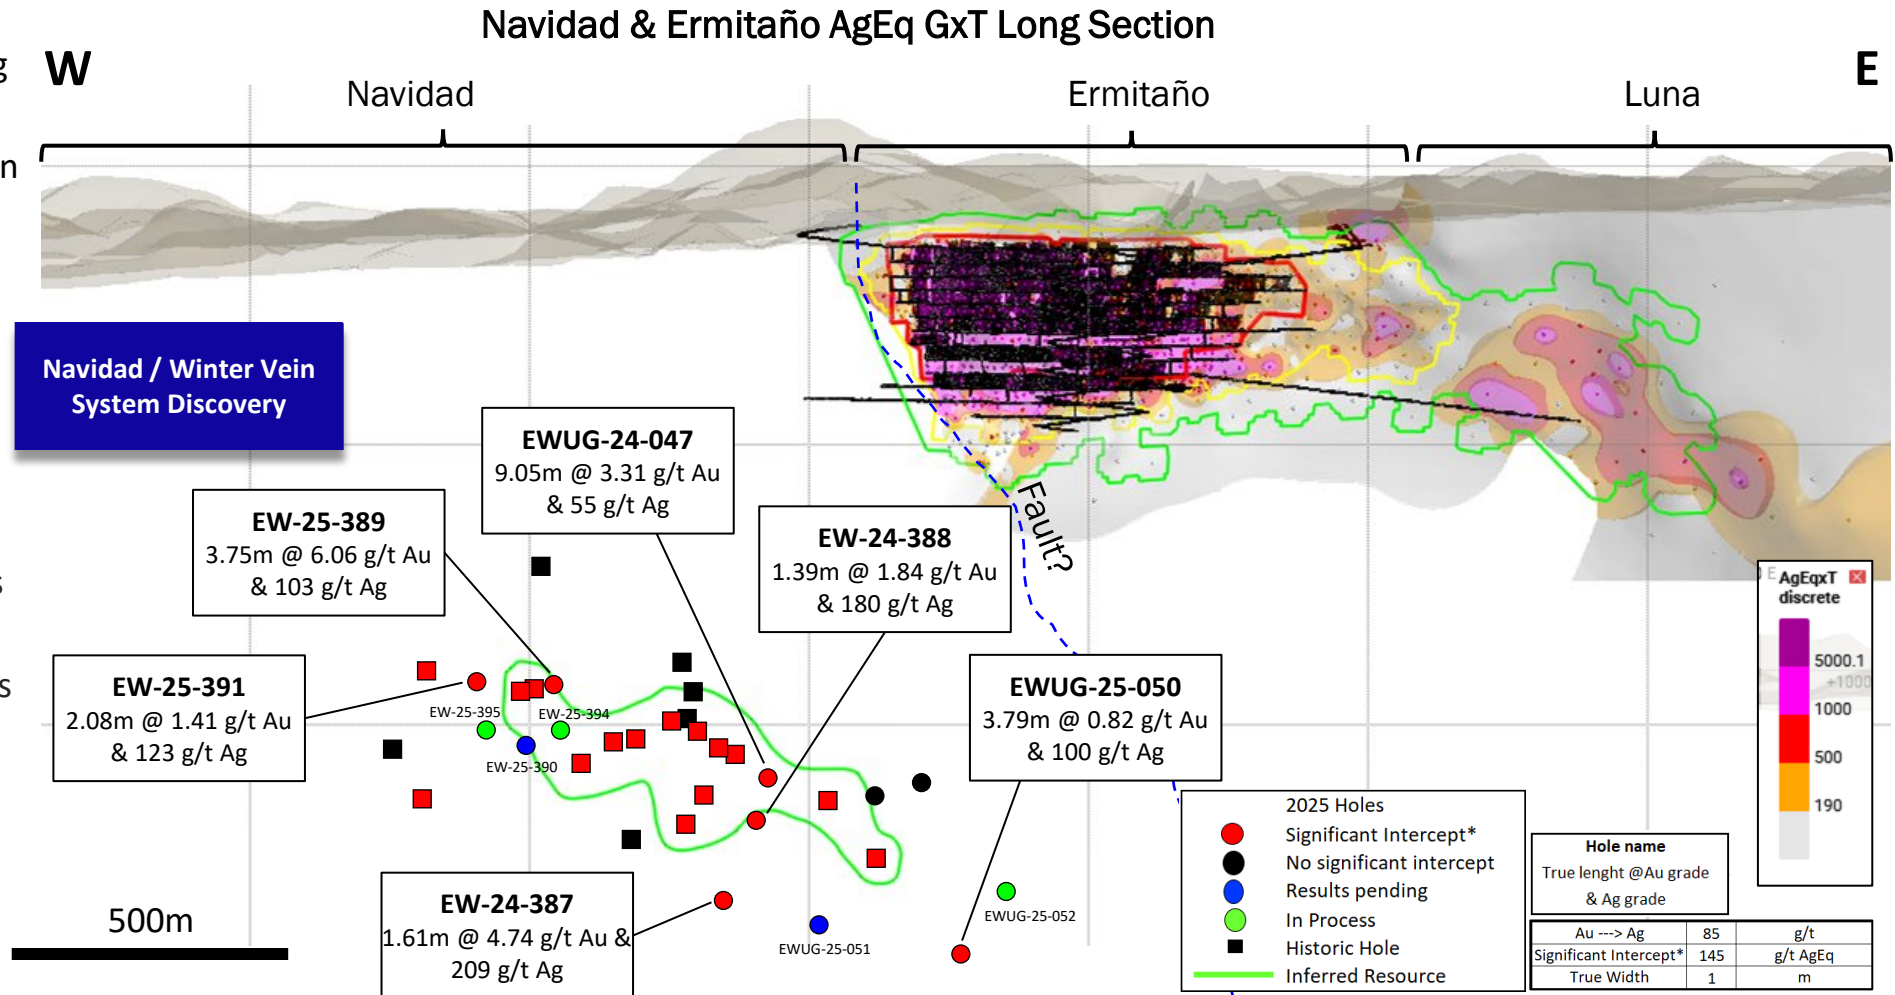 Navidad & Ermitaño AgEq GxT Long Section
g
W
E
Navidad
Ermitaño
Luna
n
Navidad / Winter Vein
System Discovery
EWUG-24-047
9.05m @ 3.31 g/t Au
& 55 g/t Ag
EW-25-389
3.75m @ 6.06 g/t Au
& 103 g/t Ag
EW-24-388
1.39m @ 1.84 g/t Au
& 180 g/t Ag
Fault?
s
EW-25-391
2.08m @ 1.41 g/t Au
& 123 g/t Ag
s
EWUG-25-050
3.79m @ 0.82 g/t Au
& 100 g/t Ag
EW-25-395
EW-25-394
EW-25-390
EW-24-387
1.61m @ 4.74 g/t Au &
209 g/t Ag
EWUG-25-051
EWUG-25-052
500m
E
AgEqxT
discrete
5000.1
+1000
1000
500
190
2025 Holes
Significant Intercept*
No significant intercept
Results pending
In Process
Historic Hole
Inferred Resource
Hole name
True lenght @Au grade
& Ag grade
Au ---> Ag 85 g/t
Significant Intercept* 145 g/t AgEq
True Width 1 m